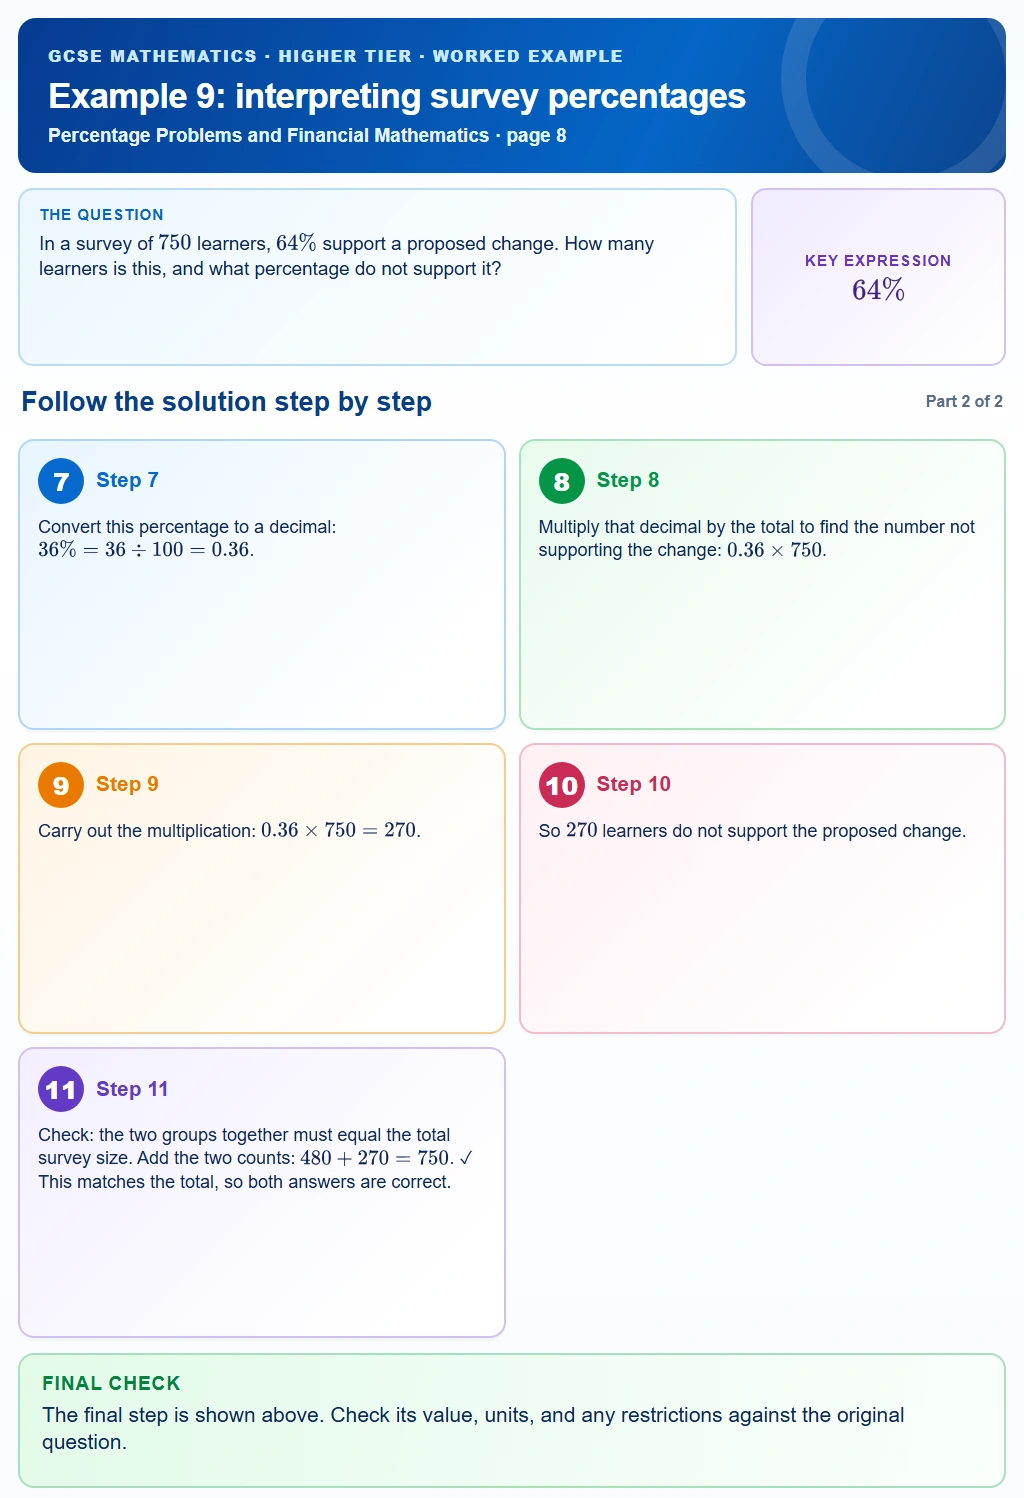 GCSE MATHEMATICS · HIGHER TIER · WORKED EXAMPLE
Example 9: interpreting survey percentages
Percentage Problems and Financial Mathematics · page 8
THE QUESTION
In a survey of 750 learners, 64% support a proposed change. How many
learners is this, and what percentage do not support it?
KEY EXPRESSION
64%
Follow the solution step by step
Part 2 of 2
7 Step 7
Convert this percentage to a decimal:
36% = 36 ÷ 100 = 0.36.
8 Step 8
Multiply that decimal by the total to find the number not
supporting the change: 0.36 × 750.
9 Step 9
Carry out the multiplication: 0.36 × 750 = 270.
10 Step 10
So 270 learners do not support the proposed change.
11 Step 11
Check: the two groups together must equal the total
survey size. Add the two counts: 480 + 270 = 750. ✓
This matches the total, so both answers are correct.
FINAL CHECK
The final step is shown above. Check its value, units, and any restrictions against the original
question.